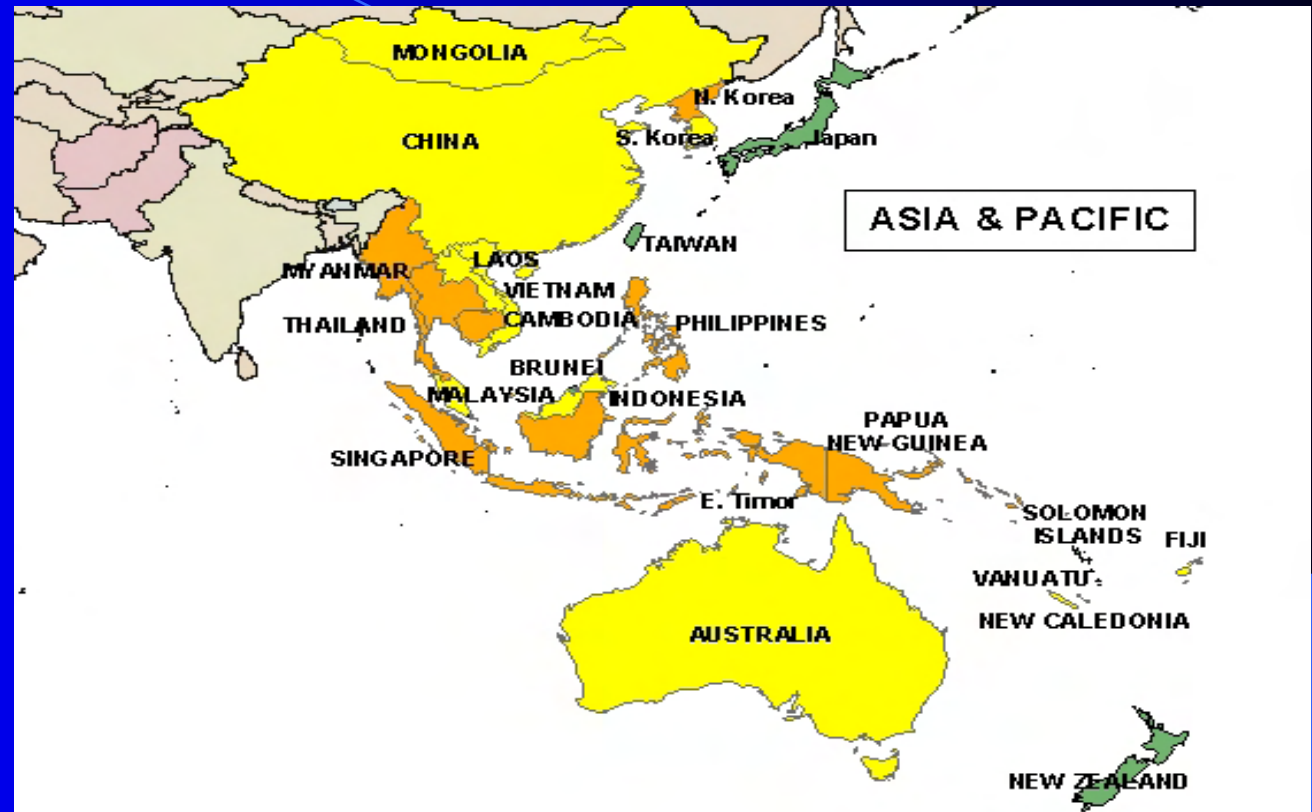 MONGOLIA
N. Korea
CHINA
S. Korea
Japan
ASIA & PACIFIC
TAIWAN
LAOS
MYANMAR
VIETNAM
THAILAND
CAMBODIA
PHILIPPINES
BRUNEI
MALAYSIA
INDONESIA
PAPUA
NEW GUINEA
SINGAPORE
E. Timor
SOLOMON
ISLANDS
FIJI
VANUATU
NEW CALEDONIA
AUSTRALIA
NEW ZEALAND